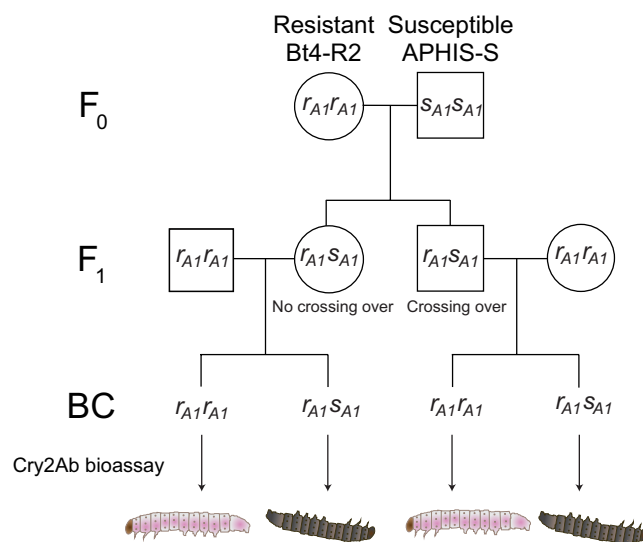 Resistant Susceptible
Bt4-R2 APHIS-S
F0 rA1rA1 sA1sA1
F1 rA1rA1 rA1sA1 rA1sA1 rA1rA1
No crossing over Crossing over
BC rA1rA1 rA1sA1 rA1rA1 rA1sA1
Cry2Ab bioassay